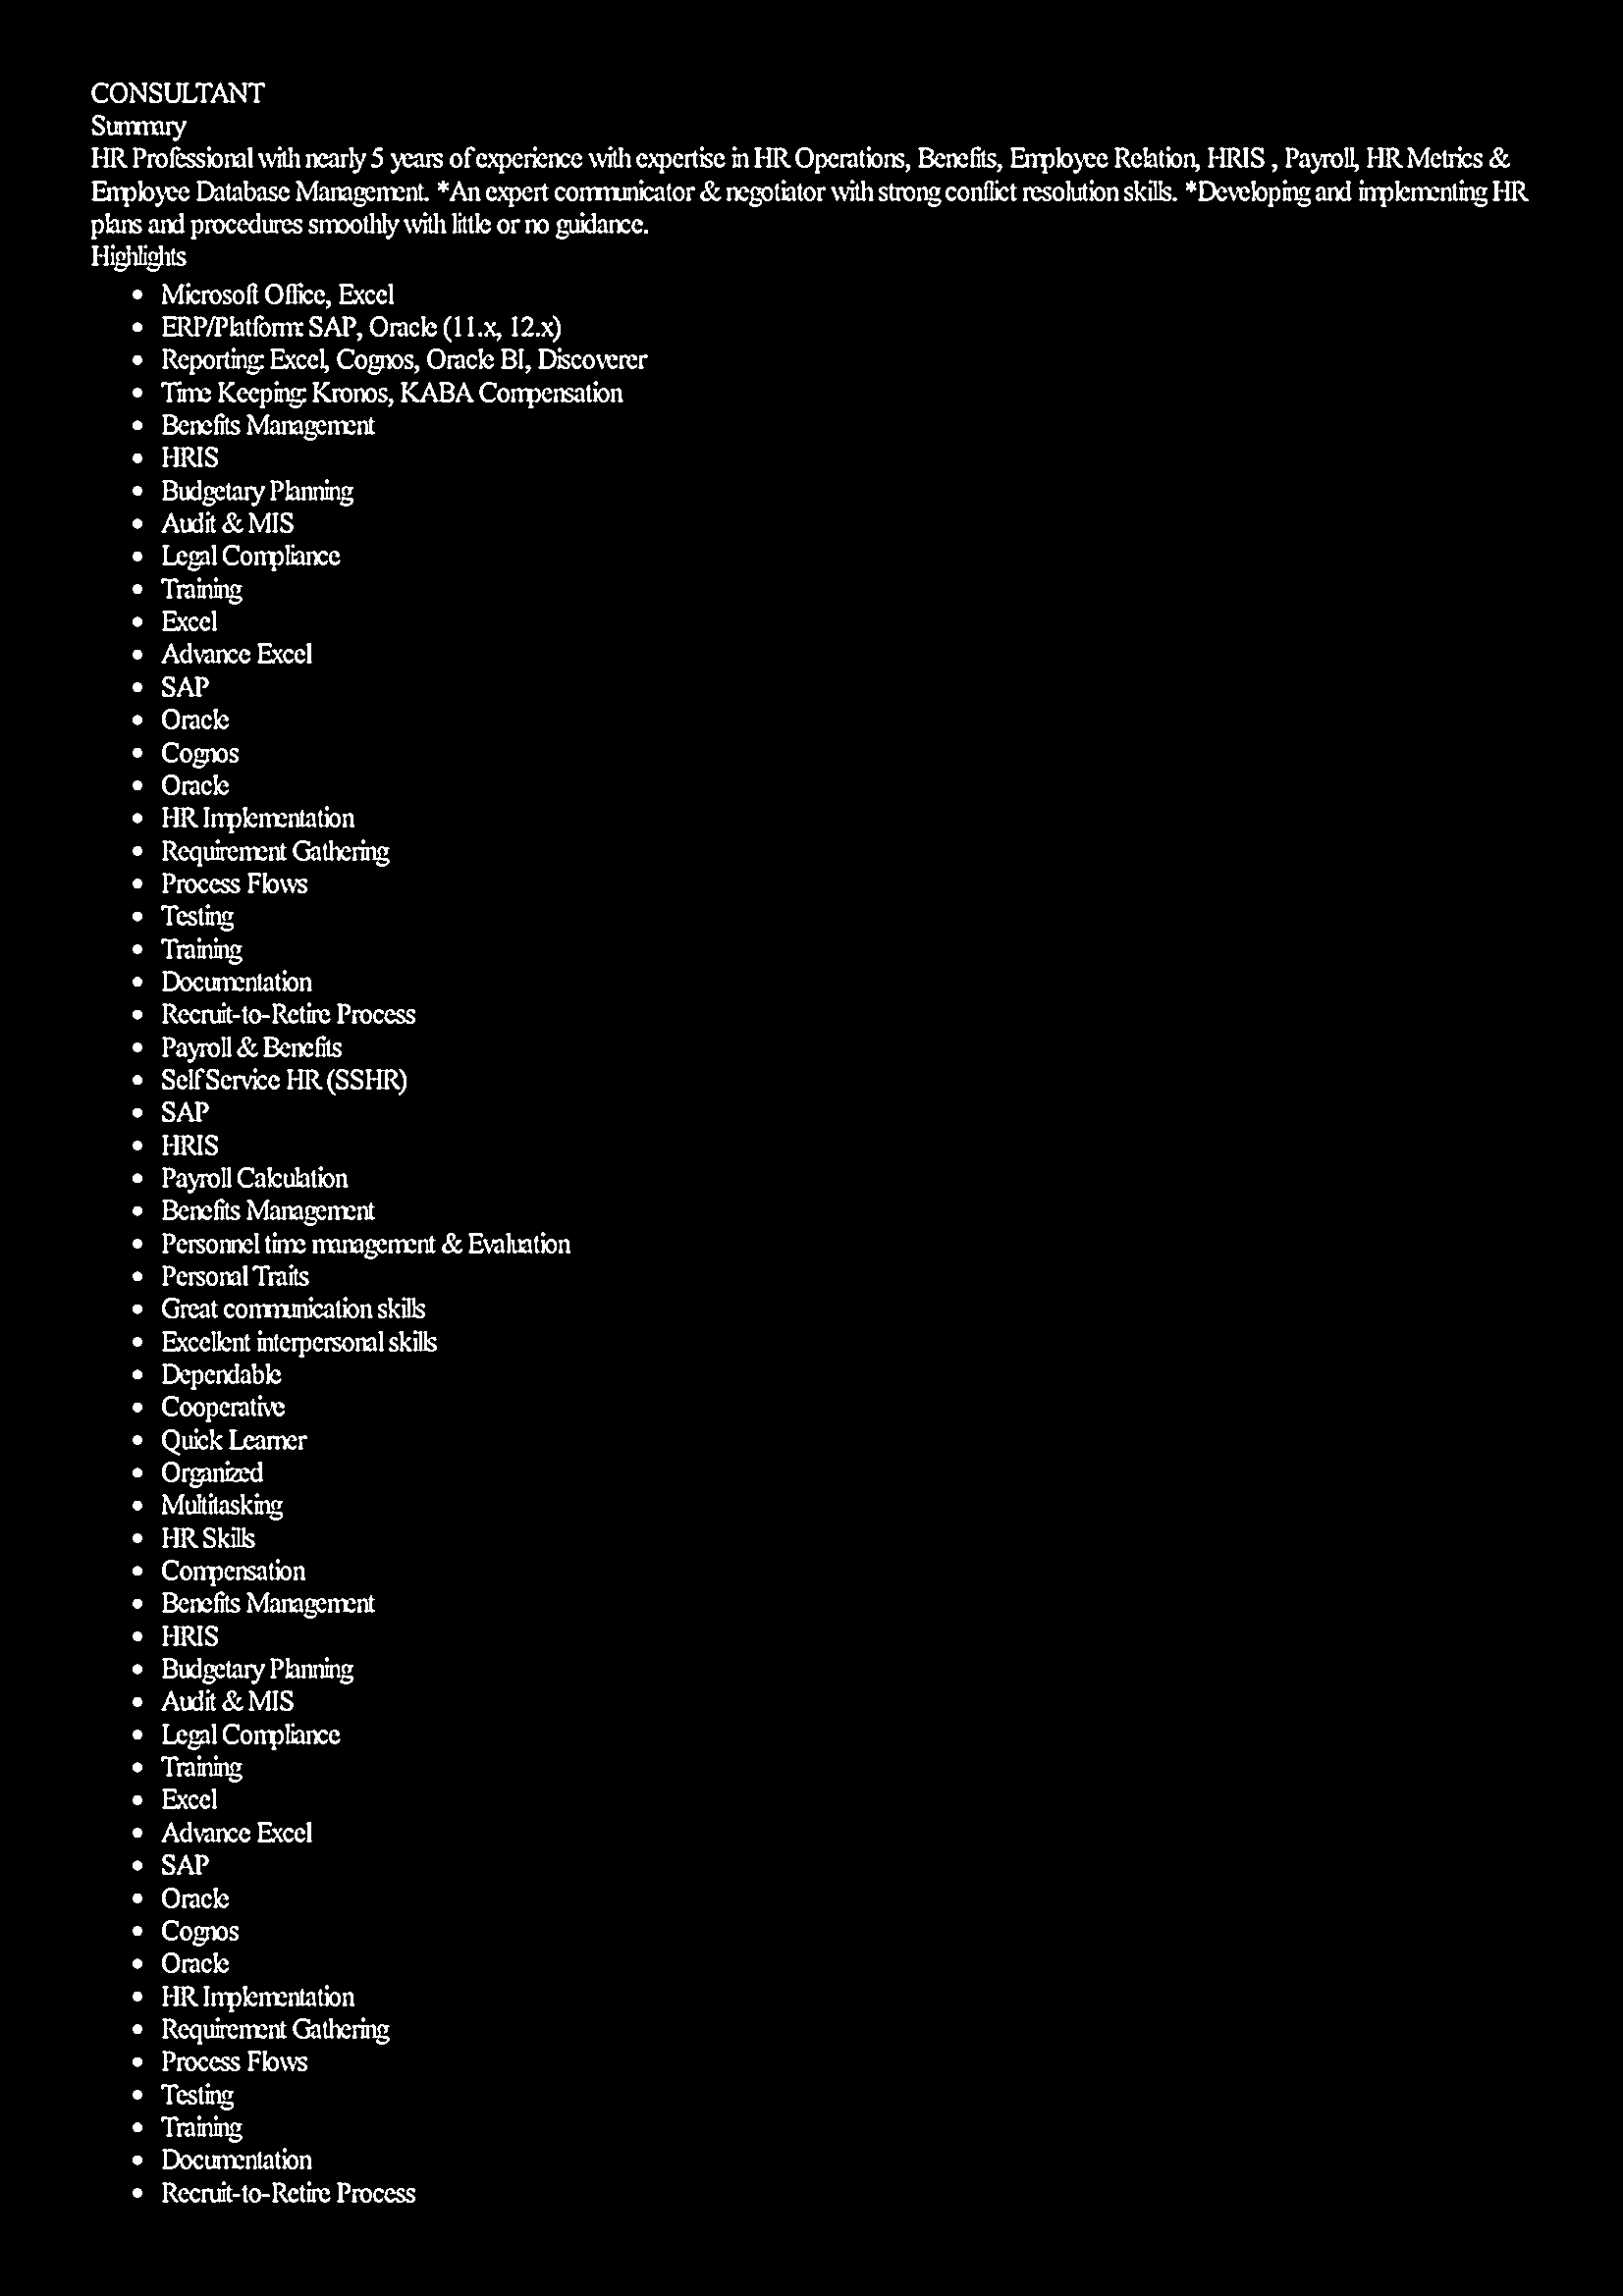 CONSULTANT
Summary
HR Professional with nearly 5 years of experience with expertise in HR Operations, Benefits, Employee Relation, HRIS , Payroll, HR Metrics &
Employee Database Management. *An expert communicator & negotiator with strong conflict resolution skills. *Developing and implementing HR
plans and procedures smoothly with little or no guidance.
Highlights
• Microsoft Office, Excel
• ERP/Platform: SAP, Oracle (11.x, 12.x)
• Reporting: Excel, Cognos, Oracle BI, Discoverer
• Time Keeping: Kronos, KABA Compensation
• Benefits Management
• HRIS
• Budgetary Planning
• Audit & MIS
• Legal Compliance
• Training
• Excel
• Advance Excel
• SAP
• Oracle
• Cognos
• Oracle
• HR Implementation
• Requirement Gathering
• Process Flows
• Testing
• Training
• Documentation
• Recruit-to-Retire Process
• Payroll & Benefits
• Self Service HR (SSHR)
• SAP
• HRIS
• Payroll Calculation
• Benefits Management
• Personnel time management & Evaluation
• Personal Traits
• Great communication skills
• Excellent interpersonal skills
• Dependable
• Cooperative
• Quick Learner
• Organized
• Multitasking
• HR Skills
• Compensation
• Benefits Management
• HRIS
• Budgetary Planning
• Audit & MIS
• Legal Compliance
• Training
• Excel
• Advance Excel
• SAP
• Oracle
• Cognos
• Oracle
• HR Implementation
• Requirement Gathering
• Process Flows
• Testing
• Training
• Documentation
• Recruit-to-Retire Process